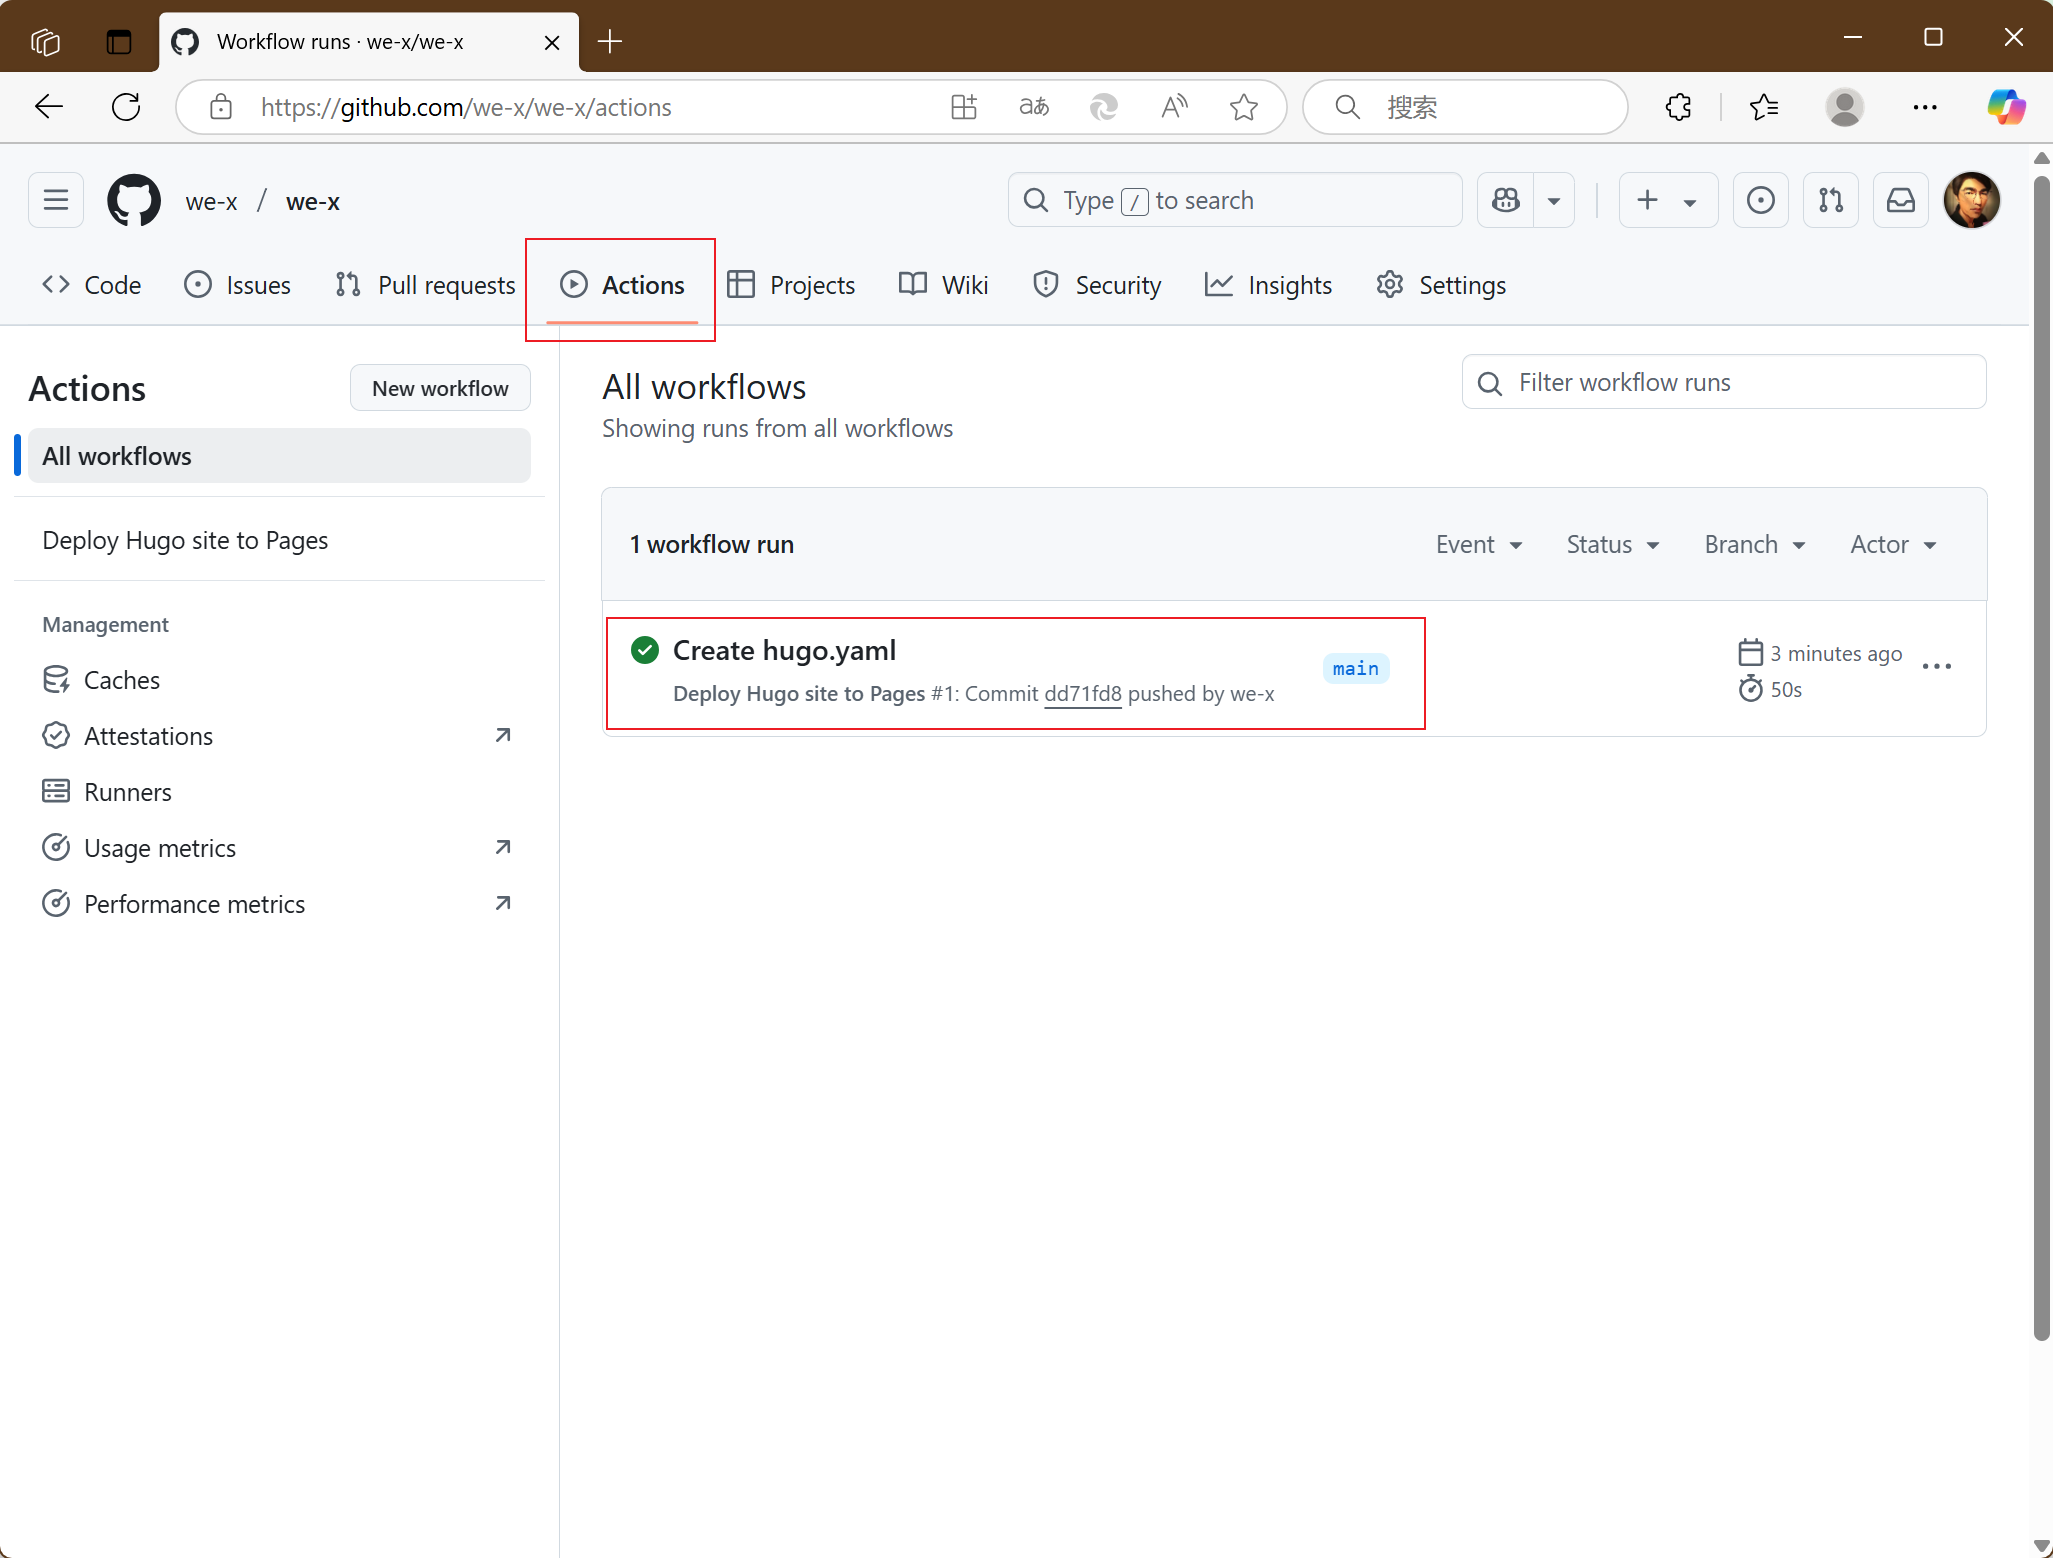 Workflow runs · we-x/we-x
https://github.com/we-x/we-x/actions
aあ
A
搜索
we-x / we-x
Type / to search
Code
Issues
Pull requests
Actions
Projects
Wiki
Security
Insights
Settings
Actions
New workflow
All workflows
Deploy Hugo site to Pages
Management
Caches
Attestations
Runners
Usage metrics
Performance metrics
All workflows
Showing runs from all workflows
Filter workflow runs
1 workflow run
Event
Status
Branch
Actor
Create hugo.yaml
Deploy Hugo site to Pages #1: Commit dd71fd8 pushed by we-x
main
3 minutes ago
50s